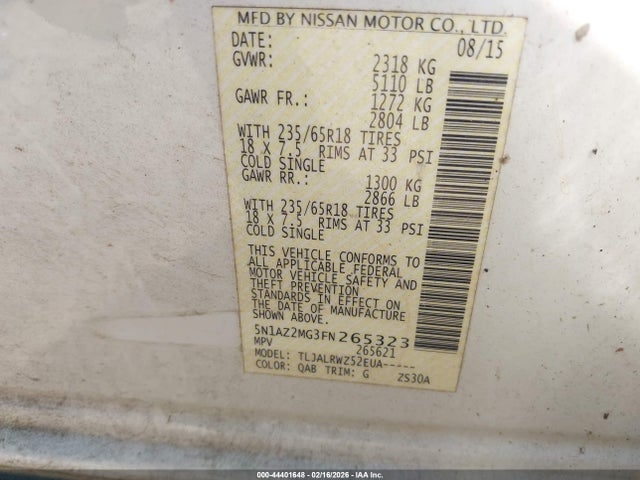 MFD BY NISSAN MOTOR CO., LTD.
DATE: 08/15
GVWR: 2318 KG
5110 LB
GAWR FR.: 1272 KG
2804 LB
WITH 235/65R18 TIRES
18 X 7.5 RIMS AT 33 PSI
COLD SINGLE
GAWR RR.: 1300 KG
2866 LB
WITH 235/65R18 TIRES
18 X 7.5 RIMS AT 33 PSI
COLD SINGLE
THIS VEHICLE CONFORMS TO
ALL APPLICABLE FEDERAL
MOTOR VEHICLE SAFETY AND
THEFT PREVENTION
STANDARDS IN EFFECT ON
THE DATE OF MANUFACTURE
SHOWN ABOVE.
5N1AZ2MG3FN265323
MPV 265621
MODEL: TLJALRWZ52EUA-----
COLOR: QAB TRIM: G ZS30A
000-44401648 - 02/16/2026 - IAA Inc.